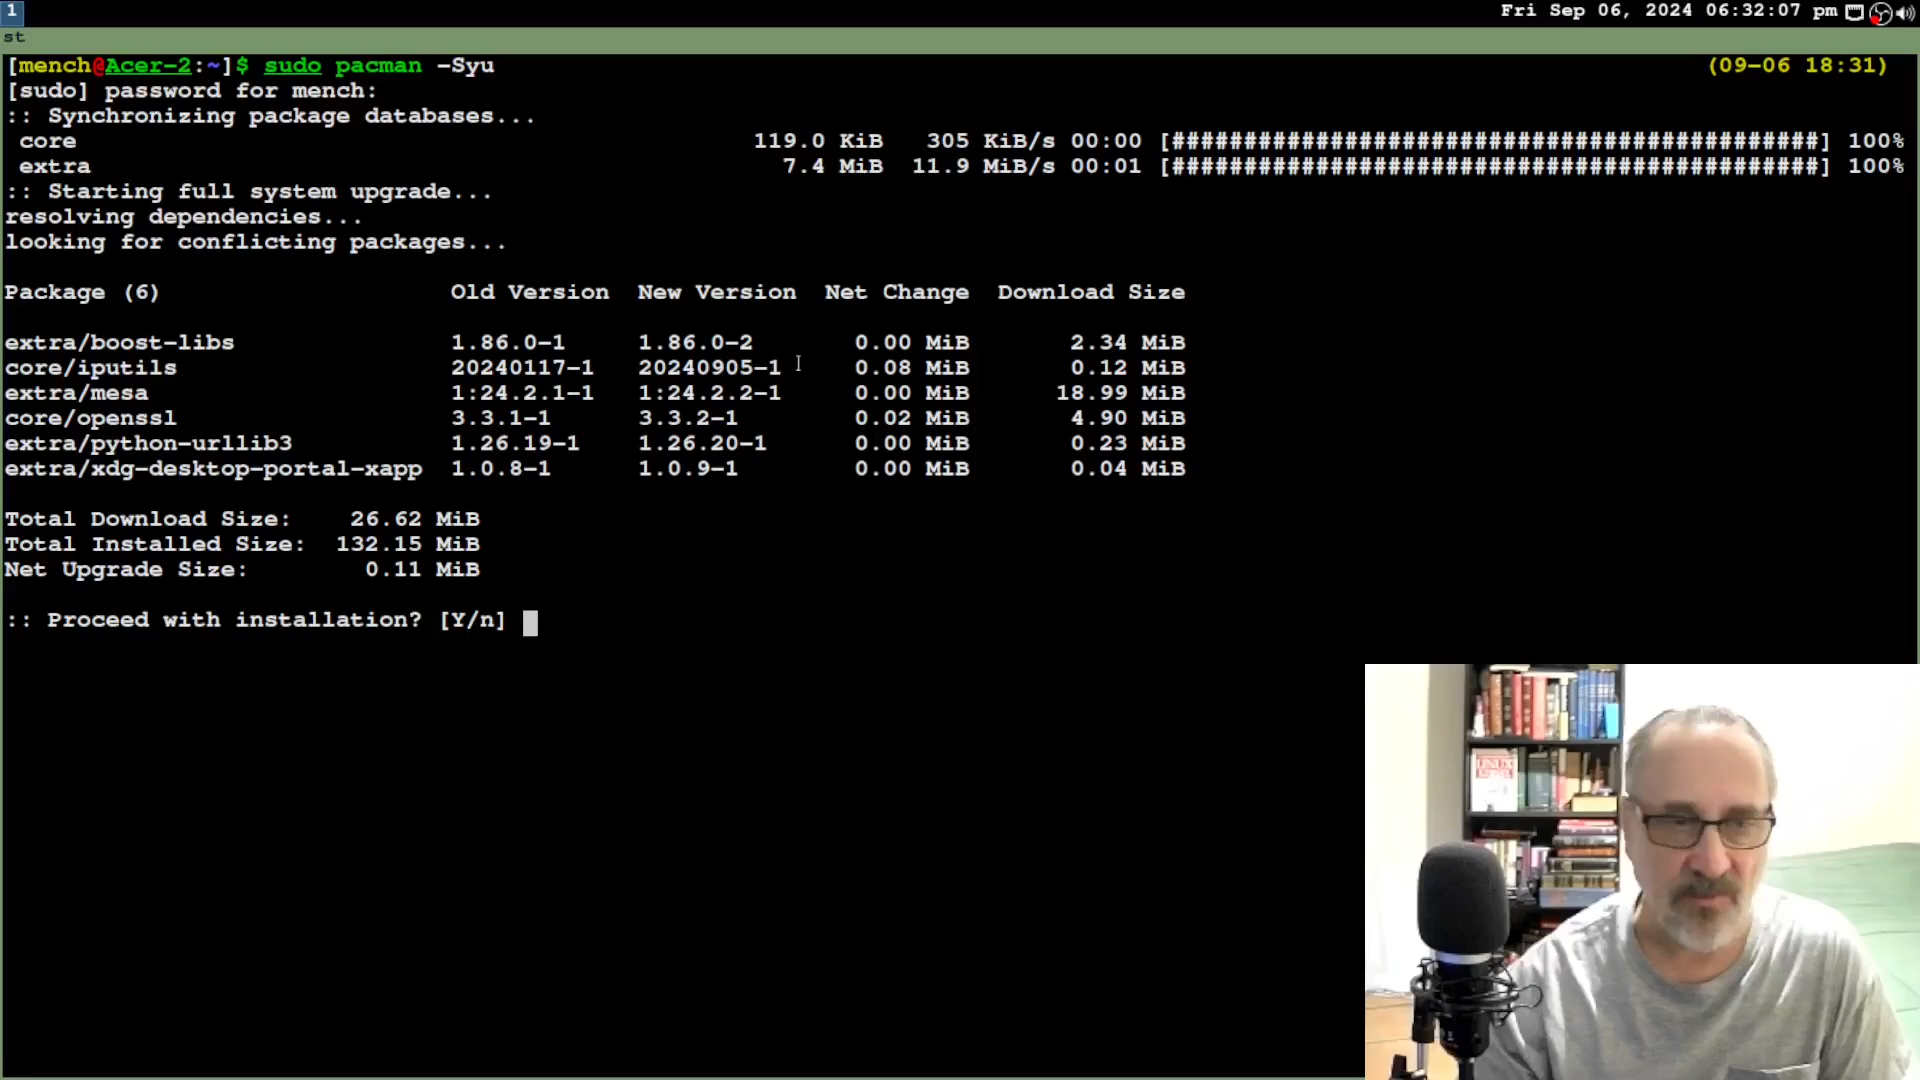 1
Fri Sep 06, 2024 06:32:07 pm
st
[mench@Acer-2:~]$ sudo pacman -Syu (09-06 18:31)
[sudo] password for mench:
:: Synchronizing package databases...
core 119.0 KiB 305 KiB/s 00:00 [#############################################] 100%
extra 7.4 MiB 11.9 MiB/s 00:01 [#############################################] 100%
:: Starting full system upgrade...
resolving dependencies...
looking for conflicting packages...
Package (6) Old Version New Version Net Change Download Size
extra/boost-libs 1.86.0-1 1.86.0-2 0.00 MiB 2.34 MiB
core/iputils 20240117-1 20240905-1 0.08 MiB 0.12 MiB
extra/mesa 1:24.2.1-1 1:24.2.2-1 0.00 MiB 18.99 MiB
core/openssl 3.3.1-1 3.3.2-1 0.02 MiB 4.90 MiB
extra/python-urllib3 1.26.19-1 1.26.20-1 0.00 MiB 0.23 MiB
extra/xdg-desktop-portal-xapp 1.0.8-1 1.0.9-1 0.00 MiB 0.04 MiB
Total Download Size: 26.62 MiB
Total Installed Size: 132.15 MiB
Net Upgrade Size: 0.11 MiB
:: Proceed with installation? [Y/n]
LINUX